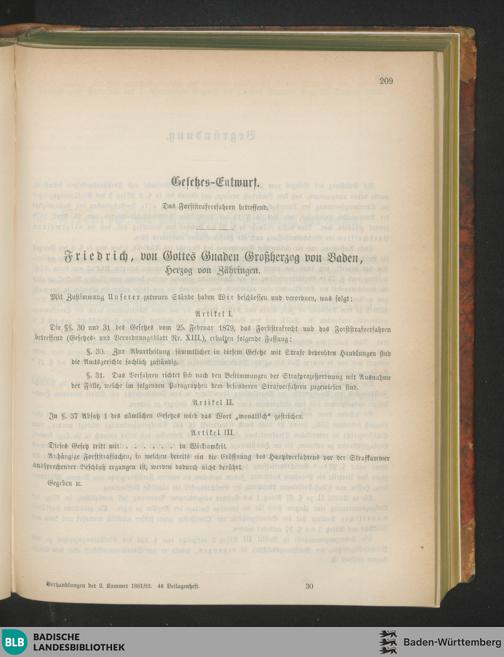 209
Gesetzes-Entwurf.
Das Forststrafverfahren betreffend.
Friedrich, von Gottes Gnaden Großherzog von Baden,
Herzog von Zähringen.
Mit Zustimmung Unserer getreuen Stände haben Wir beschlossen und verordnen, was folgt:
Artikel I.
Die §§. 30 und 31 des Gesetzes vom 25. Februar 1879, das Forststrafrecht und das Forststrafverfahren
betreffend (Gesetzes- und Verordnungsblatt Nr. XIII.), erhalten folgende Fassung:
§. 30. Zur Aburtheilung sämmtlicher in diesem Gesetze mit Strafe bedrohten Handlungen sind
die Amtsgerichte sachlich zuständig.
§. 31. Das Verfahren richtet sich nach den Bestimmungen der Strafprozeßordnung mit Ausnahme
der Fälle, welche im folgenden Paragraphen dem besonderen Strafverfahren zugewiesen sind.
Artikel II.
In §. 37 Absatz 1 des nämlichen Gesetzes wird das Wort „monatlich“ gestrichen.
Artikel III.
Dieses Gesetz tritt mit . . . . . . . in Wirksamkeit.
Anhängige Forststrafsachen, in welchen bereits ein die Eröffnung des Hauptverfahrens vor der Strafkammer
aussprechender Beschluß ergangen ist, werden dadurch nicht berührt.
Gegeben ꝛc.
Verhandlungen der 2. Kammer 1881/82. 4s Beilagenheft.
30
BLB
BADISCHE
LANDESBIBLIOTHEK
Baden-Württemberg